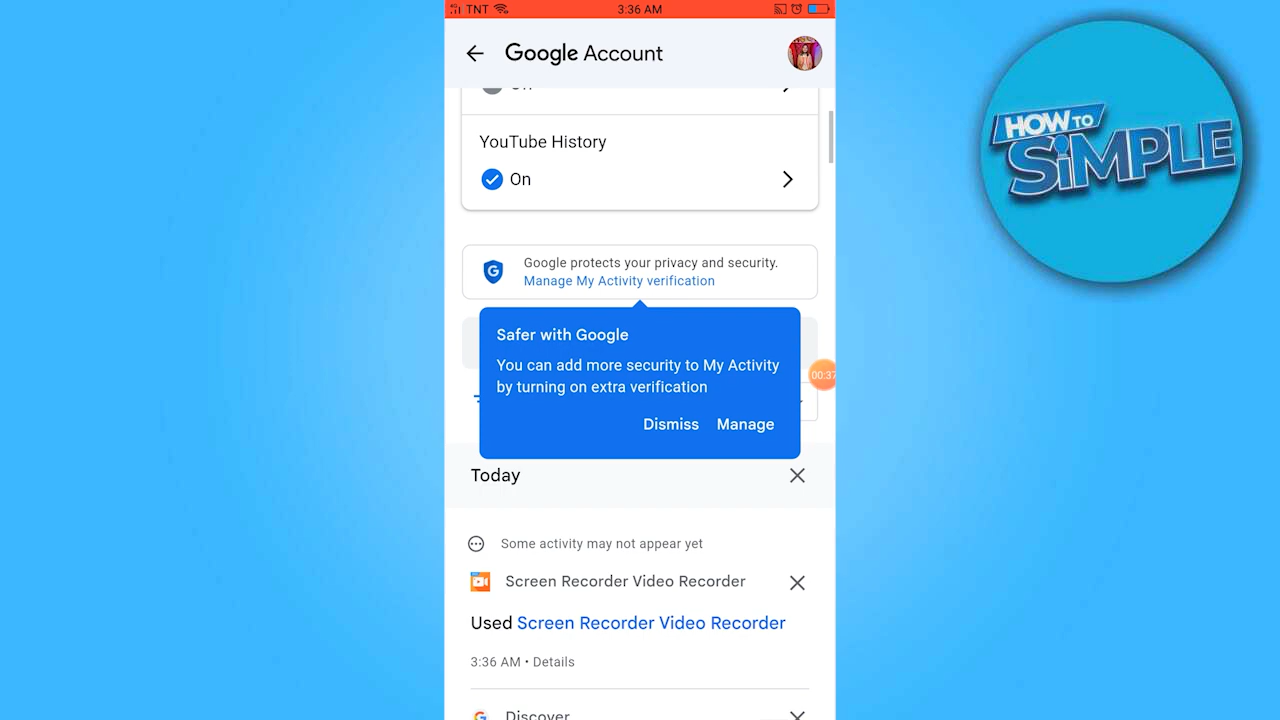 TNT
3:36 AM
Google Account
YouTube History
On
Google protects your privacy and security.
Manage My Activity verification
Safer with Google
You can add more security to My Activity
by turning on extra verification
Dismiss Manage
00:37
Today
Some activity may not appear yet
Screen Recorder Video Recorder
Used Screen Recorder Video Recorder
3:36 AM • Details
Discover
HOW TO
SIMPLE